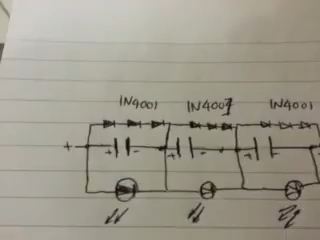 1N4001 1N4007 1N4001
+ + - + - + -